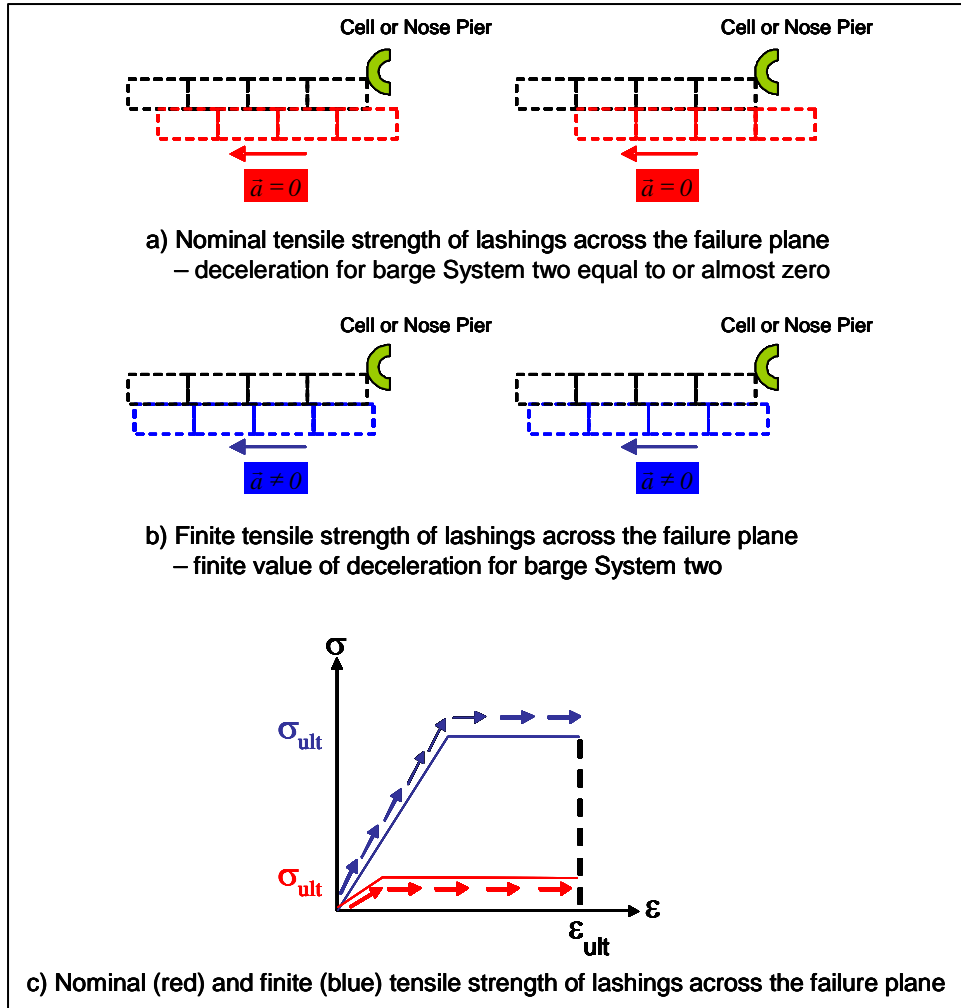 Cell or Nose Pier
Cell or Nose Pier
a⃗ = 0
a⃗ = 0
a) Nominal tensile strength of lashings across the failure plane
– deceleration for barge System two equal to or almost zero
Cell or Nose Pier
Cell or Nose Pier
a⃗ ≠ 0
a⃗ ≠ 0
b) Finite tensile strength of lashings across the failure plane
– finite value of deceleration for barge System two
σ
σult
σult
ε
εult
c) Nominal (red) and finite (blue) tensile strength of lashings across the failure plane